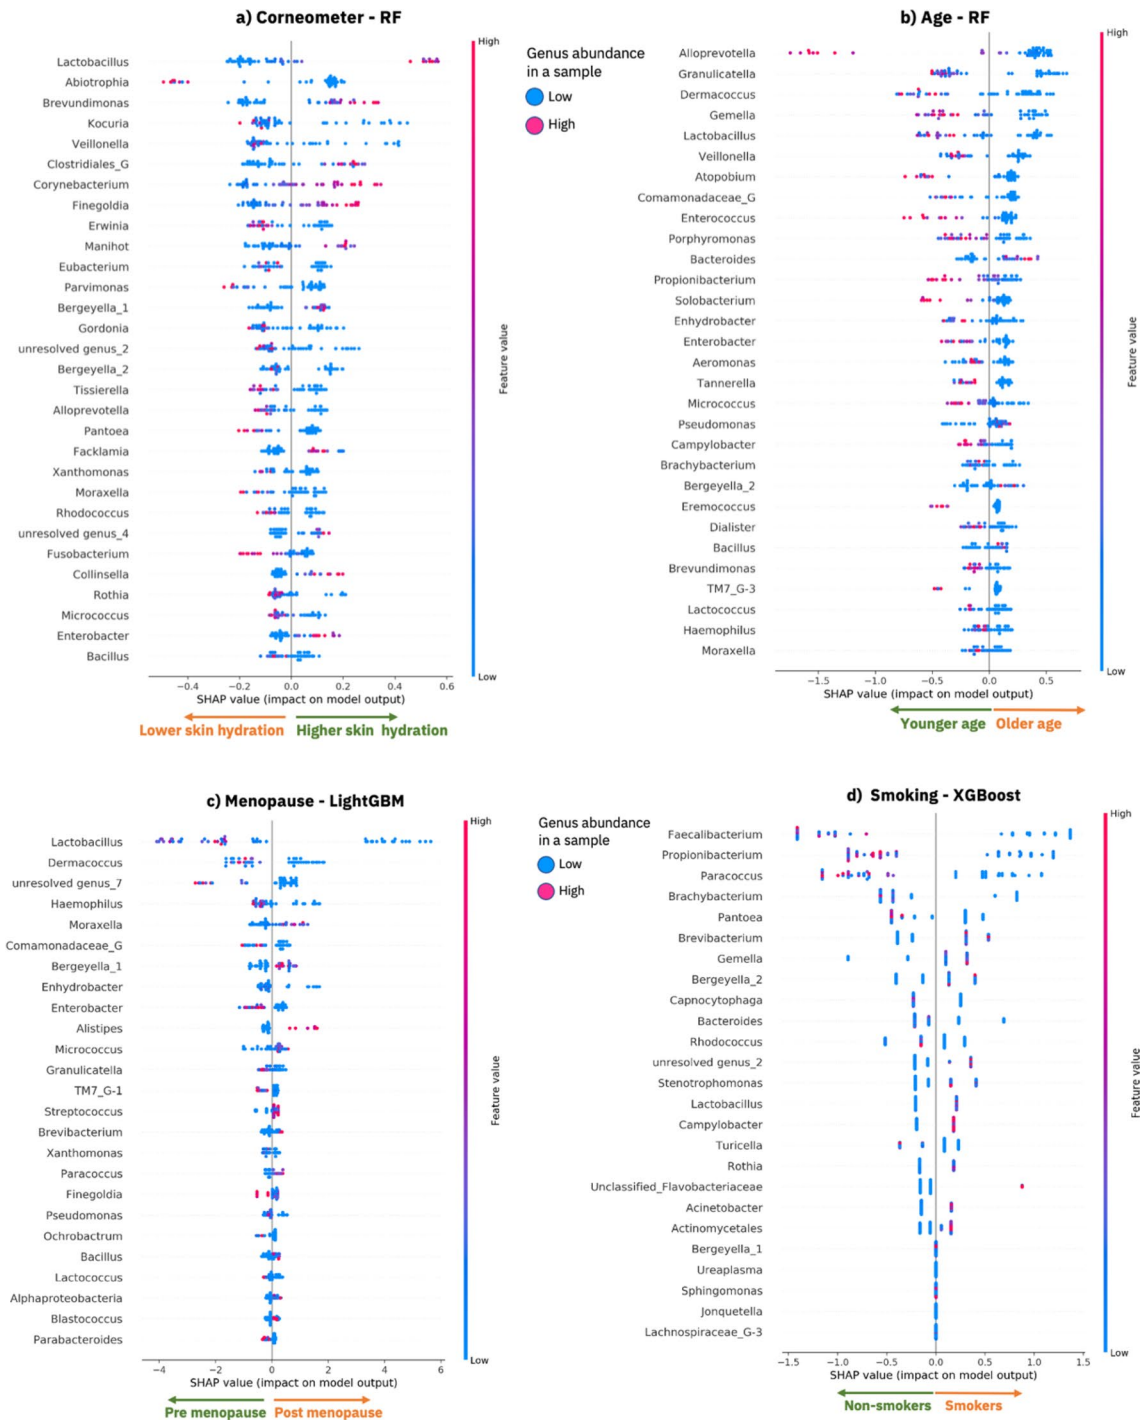 a) Corneometer - RF
High
Lactobacillus
Abiotrophia
Brevundimonas
Kocuria
Veillonella
Clostridiales_G
Corynebacterium
Finegoldia
Erwinia
Manihot
Eubacterium
Parvimonas
Bergeyella_1
Gordonia
unresolved genus_2
Bergeyella_2
Tissierella
Alloprevotella
Pantoea
Facklamia
Xanthomonas
Moraxella
Rhodococcus
unresolved genus_4
Fusobacterium
Collinsella
Rothia
Micrococcus
Enterobacter
Bacillus
Feature value
Low
−0.4 −0.2 0.0 0.2 0.4 0.6
SHAP value (impact on model output)
Lower skin hydration Higher skin hydration
Genus abundance
in a sample
Low
High
b) Age - RF
High
Alloprevotella
Granulicatella
Dermacoccus
Gemella
Lactobacillus
Veillonella
Atopobium
Comamonadaceae_G
Enterococcus
Porphyromonas
Bacteroides
Propionibacterium
Solobacterium
Enhydrobacter
Enterobacter
Aeromonas
Tannerella
Micrococcus
Pseudomonas
Campylobacter
Brachybacterium
Bergeyella_2
Eremococcus
Dialister
Bacillus
Brevundimonas
TM7_G-3
Lactococcus
Haemophilus
Moraxella
Feature value
Low
−1.5 −1.0 −0.5 0.0 0.5
SHAP value (impact on model output)
Younger age Older age
c) Menopause - LightGBM
High
Lactobacillus
Dermacoccus
unresolved genus_7
Haemophilus
Moraxella
Comamonadaceae_G
Bergeyella_1
Enhydrobacter
Enterobacter
Alistipes
Micrococcus
Granulicatella
TM7_G-1
Streptococcus
Brevibacterium
Xanthomonas
Paracoccus
Finegoldia
Pseudomonas
Ochrobactrum
Bacillus
Lactococcus
Alphaproteobacteria
Blastococcus
Parabacteroides
Feature value
Low
−4 −2 0 2 4 6
SHAP value (impact on model output)
Pre menopause Post menopause
Genus abundance
in a sample
Low
High
d) Smoking - XGBoost
High
Faecalibacterium
Propionibacterium
Paracoccus
Brachybacterium
Pantoea
Brevibacterium
Gemella
Bergeyella_2
Capnocytophaga
Bacteroides
Rhodococcus
unresolved genus_2
Stenotrophomonas
Lactobacillus
Campylobacter
Turicella
Rothia
Unclassified_Flavobacteriaceae
Acinetobacter
Actinomycetales
Bergeyella_1
Ureaplasma
Sphingomonas
Jonquetella
Lachnospiraceae_G-3
Feature value
Low
−1.5 −1.0 −0.5 0.0 0.5 1.0 1.5
SHAP value (impact on model output)
Non-smokers Smokers